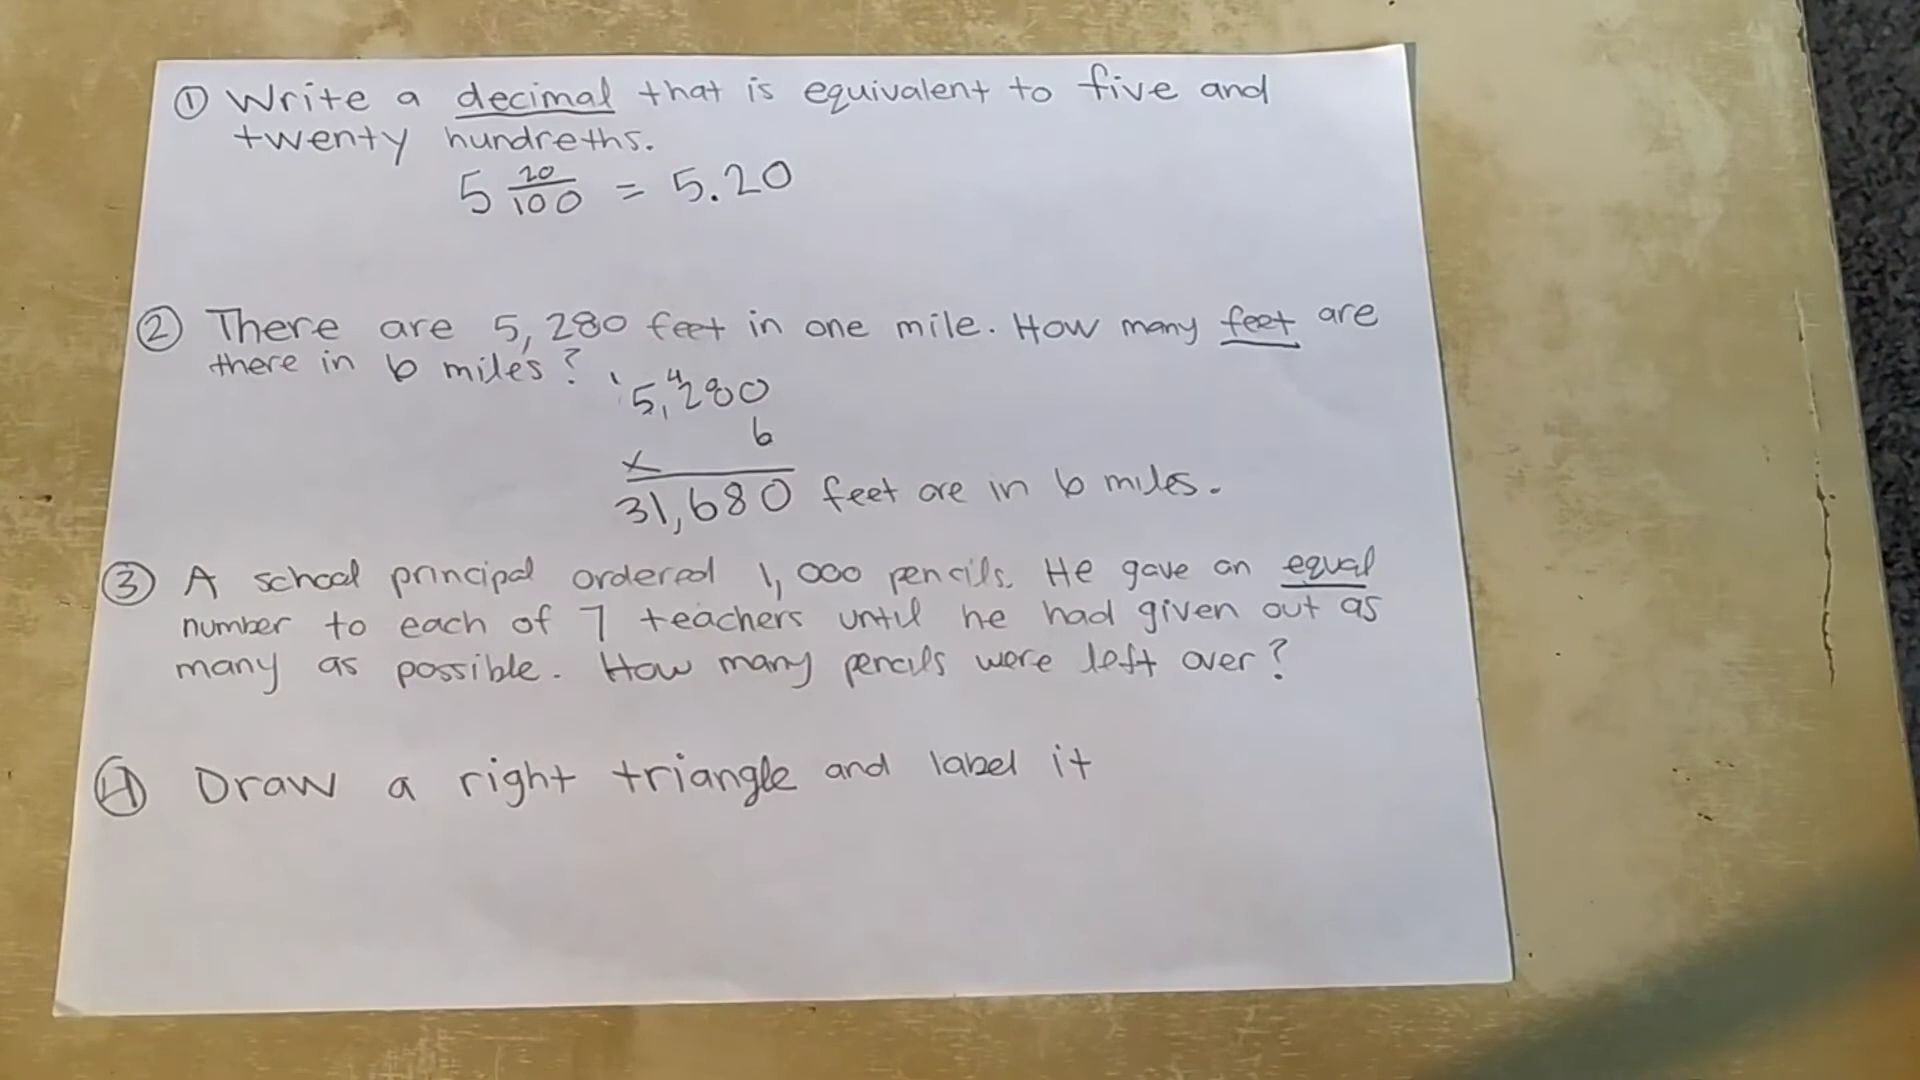 ① Write a decimal that is equivalent to five and
twenty hundreths.
5 20/100 = 5.20
② There are 5,280 feet in one mile. How many feet are
there in 6 miles?
1 4
5,280
x 6
31,680 feet are in 6 miles.
③ A school principal ordered 1,000 pencils. He gave an equal
number to each of 7 teachers until he had given out as
many as possible. How many pencils were left over?
④ Draw a right triangle and label it